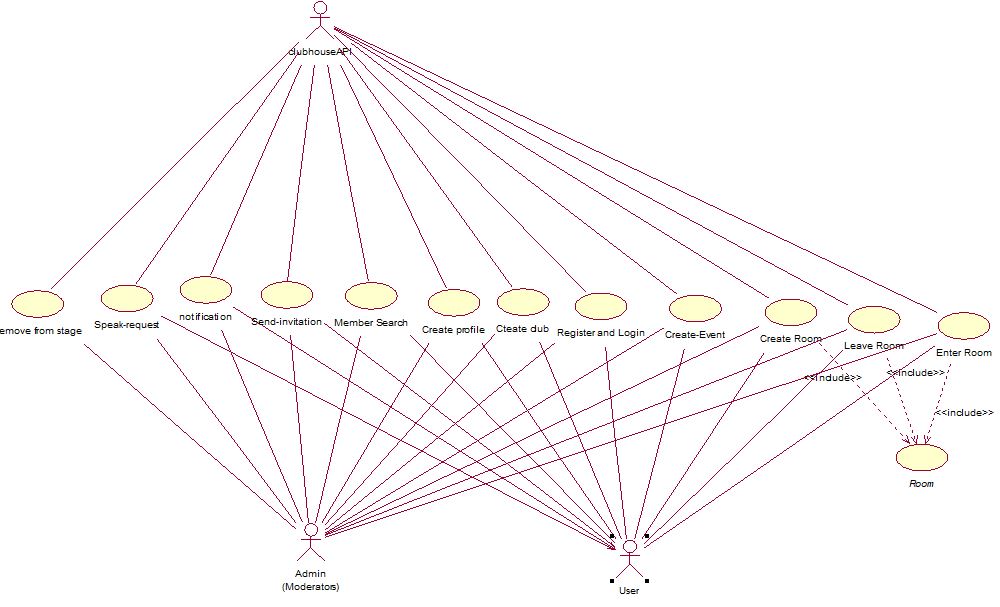 clubhouseAPI
emove from stage
Speak-request
notification
Send-invitation
Member Search
Create profile
Cteate club
Register and Login
Create-Event
Create Room
Leave Room
Enter Room
<<include>>
<<include>>
<<include>>
Room
Admin
(Moderators)
User